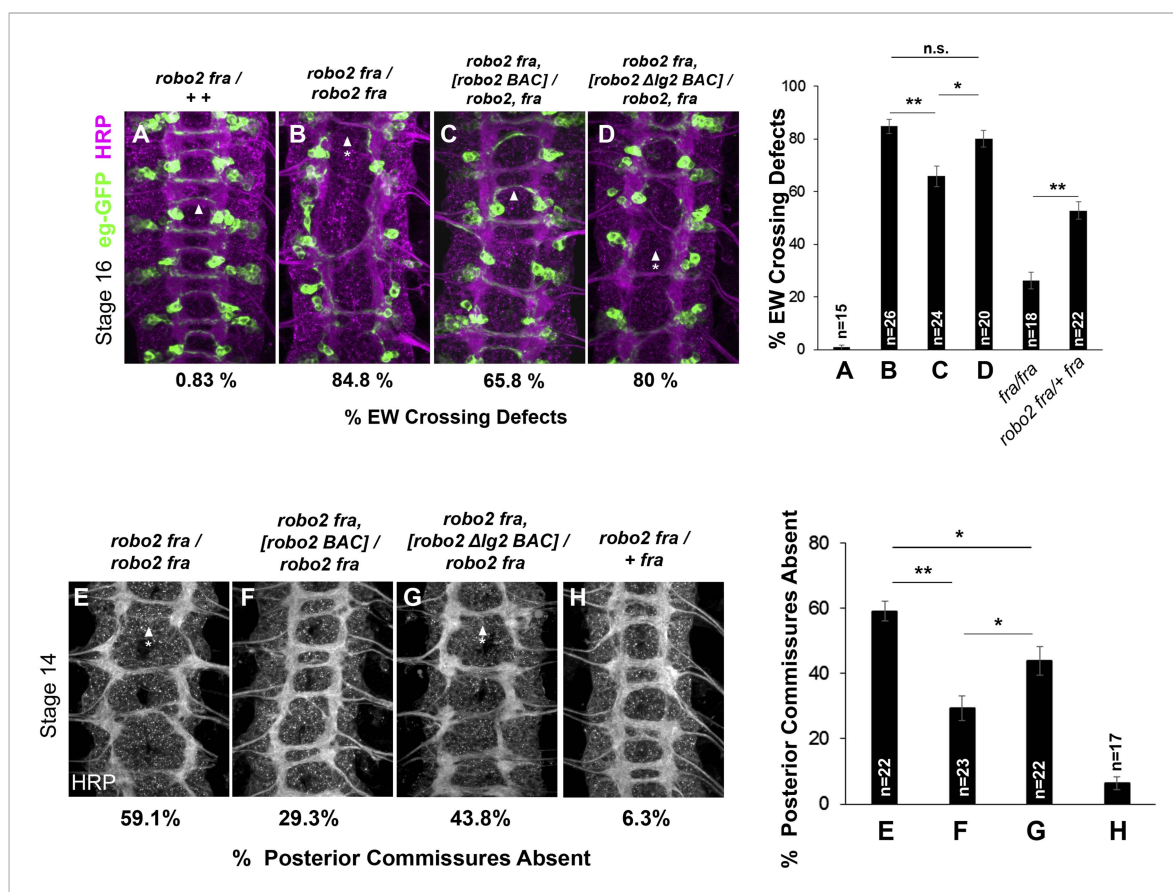 robo2 fra /
+ +
robo2 fra /
robo2 fra
robo2 fra,
[robo2 BAC] /
robo2, fra
robo2 fra,
[robo2 ΔIg2 BAC] /
robo2, fra
Stage 16 eg-GFP HRP
A
B
*
C
D
*
0.83 %
84.8 %
65.8 %
80 %
% EW Crossing Defects
% EW Crossing Defects
100
80
60
40
20
0
n.s.
**
*
**
n=15
n=26
n=24
n=20
n=18
n=22
A
B
C
D
fra/fra
robo2 fra/+ fra
robo2 fra /
robo2 fra
robo2 fra,
[robo2 BAC] /
robo2 fra
robo2 fra,
[robo2 ΔIg2 BAC] /
robo2 fra
robo2 fra /
+ fra
Stage 14
E
*
HRP
F
G
*
H
59.1%
29.3%
43.8%
6.3%
% Posterior Commissures Absent
% Posterior Commissures Absent
80
60
40
20
0
*
**
*
n=22
n=23
n=22
n=17
E
F
G
H